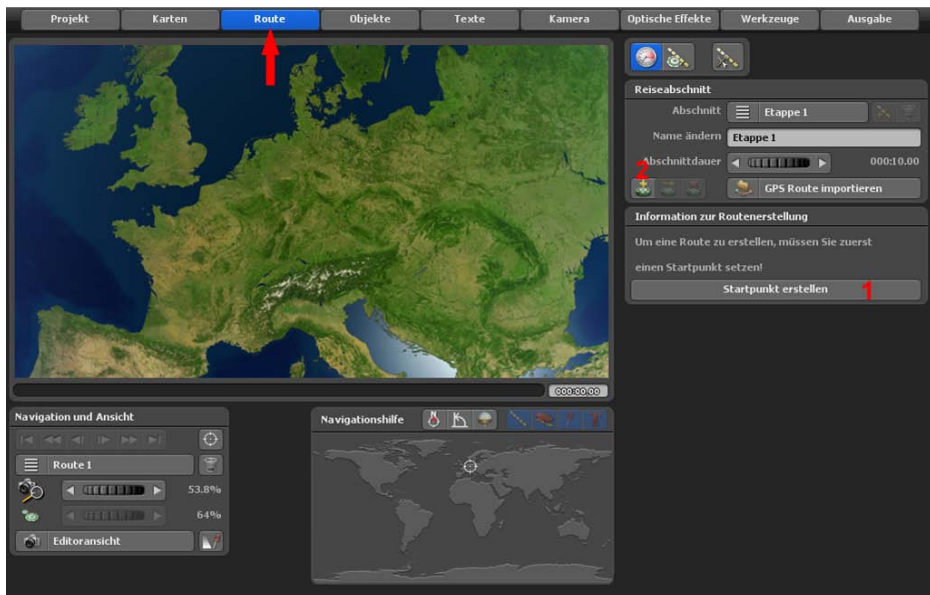 Projekt Karten Route Objekte Texte Kamera Optische Effekte Werkzeuge Ausgabe
Reiseabschnitt
Abschnitt Etappe 1
Name ändern Etappe 1
Abschnittdauer 000:10.00
2
GPS Route importieren
Information zur Routenerstellung
Um eine Route zu erstellen, müssen Sie zuerst
einen Startpunkt setzen!
Startpunkt erstellen 1
000:00.00
Navigation und Ansicht
Route 1
53.8%
64%
Editoransicht
Navigationshilfe